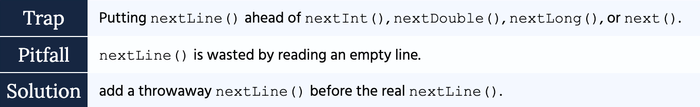 Trap Putting nextLine() ahead of nextInt(), nextDouble(), nextLong(), or next().
Pitfall nextLine() is wasted by reading an empty line.
Solution add a throwaway nextLine() before the real nextLine().